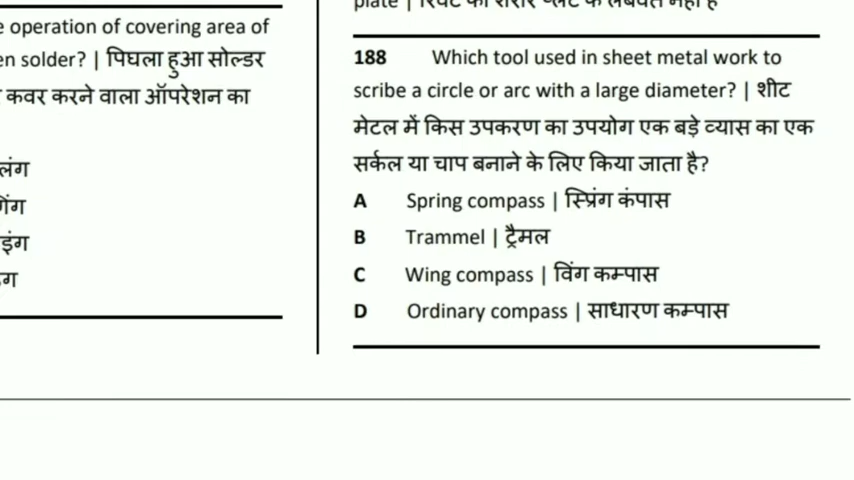 operation of covering area of
solder? | पिघला हुआ सोल्डर
कवर करने वाला ऑपरेशन का
188 Which tool used in sheet metal work to
scribe a circle or arc with a large diameter? | शीट
मेटल में किस उपकरण का उपयोग एक बड़े व्यास का एक
सर्कल या चाप बनाने के लिए किया जाता है?
A Spring compass | स्प्रिंग कंपास
B Trammel | ट्रैमल
C Wing compass | विंग कम्पास
D Ordinary compass | साधारण कम्पास